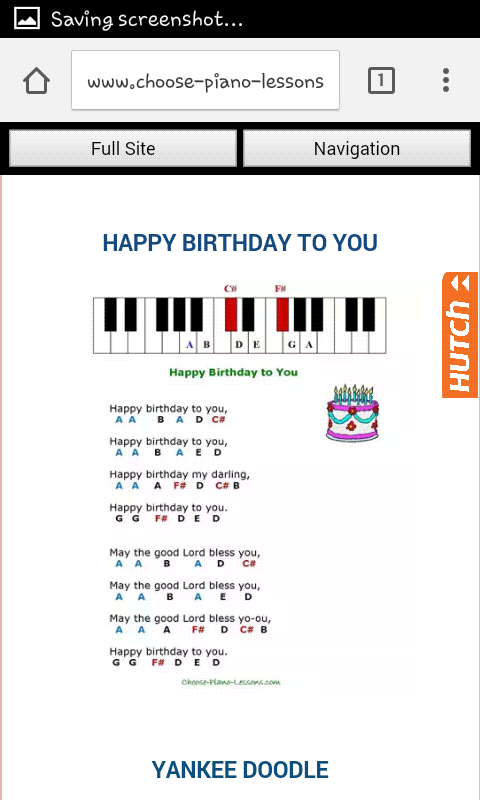 Saving screenshot...
www.choose-piano-lessons
1
Full Site Navigation
HAPPY BIRTHDAY TO YOU
HUTCH
C# F#
A B D E G A
Happy Birthday to You
Happy birthday to you,
A A B A D C#
Happy birthday to you,
A A B A E D
Happy birthday my darling,
A A A F# D C# B
Happy birthday to you.
G G F# D E D
May the good Lord bless you,
A A B A D C#
May the good Lord bless you,
A A B A E D
May the good Lord bless yo-ou,
A A A F# D C# B
Happy birthday to you.
G G F# D E D
Choose-Piano-Lessons.com
YANKEE DOODLE